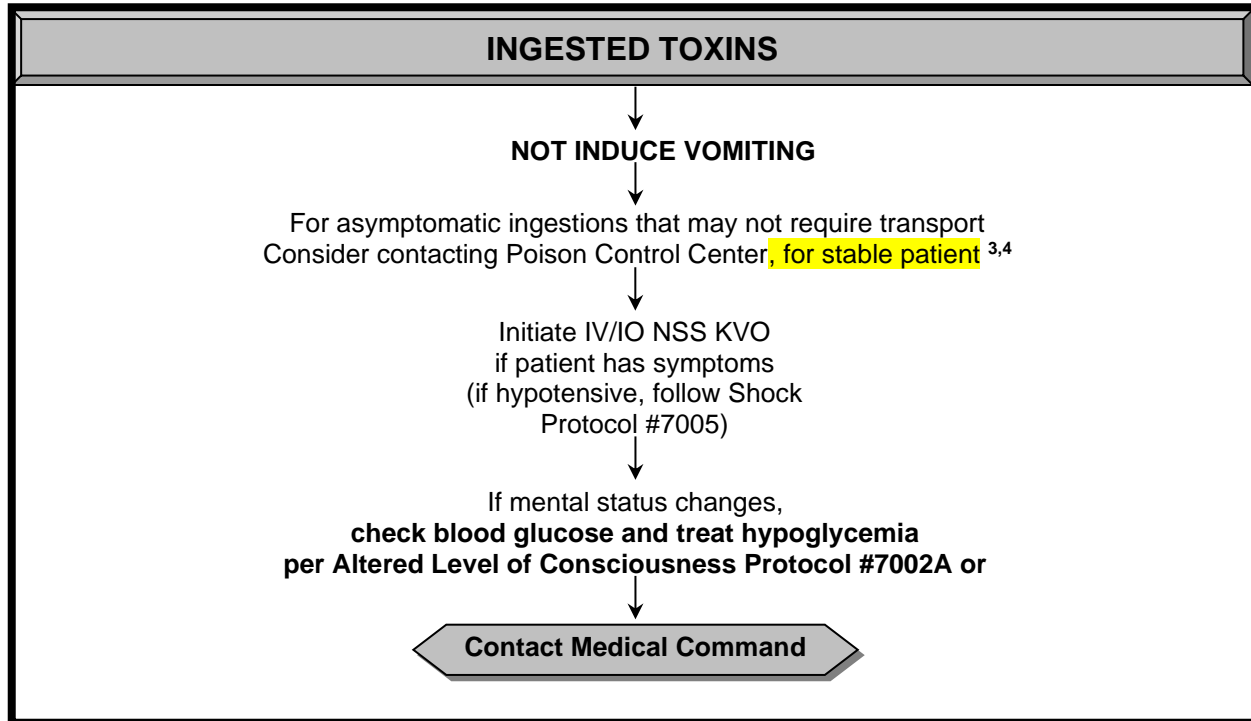 INGESTED TOXINS
NOT INDUCE VOMITING
For asymptomatic ingestions that may not require transport
Consider contacting Poison Control Center, for stable patient 3,4
Initiate IV/IO NSS KVO
if patient has symptoms
(if hypotensive, follow Shock
Protocol #7005)
If mental status changes,
check blood glucose and treat hypoglycemia
per Altered Level of Consciousness Protocol #7002A or
Contact Medical Command